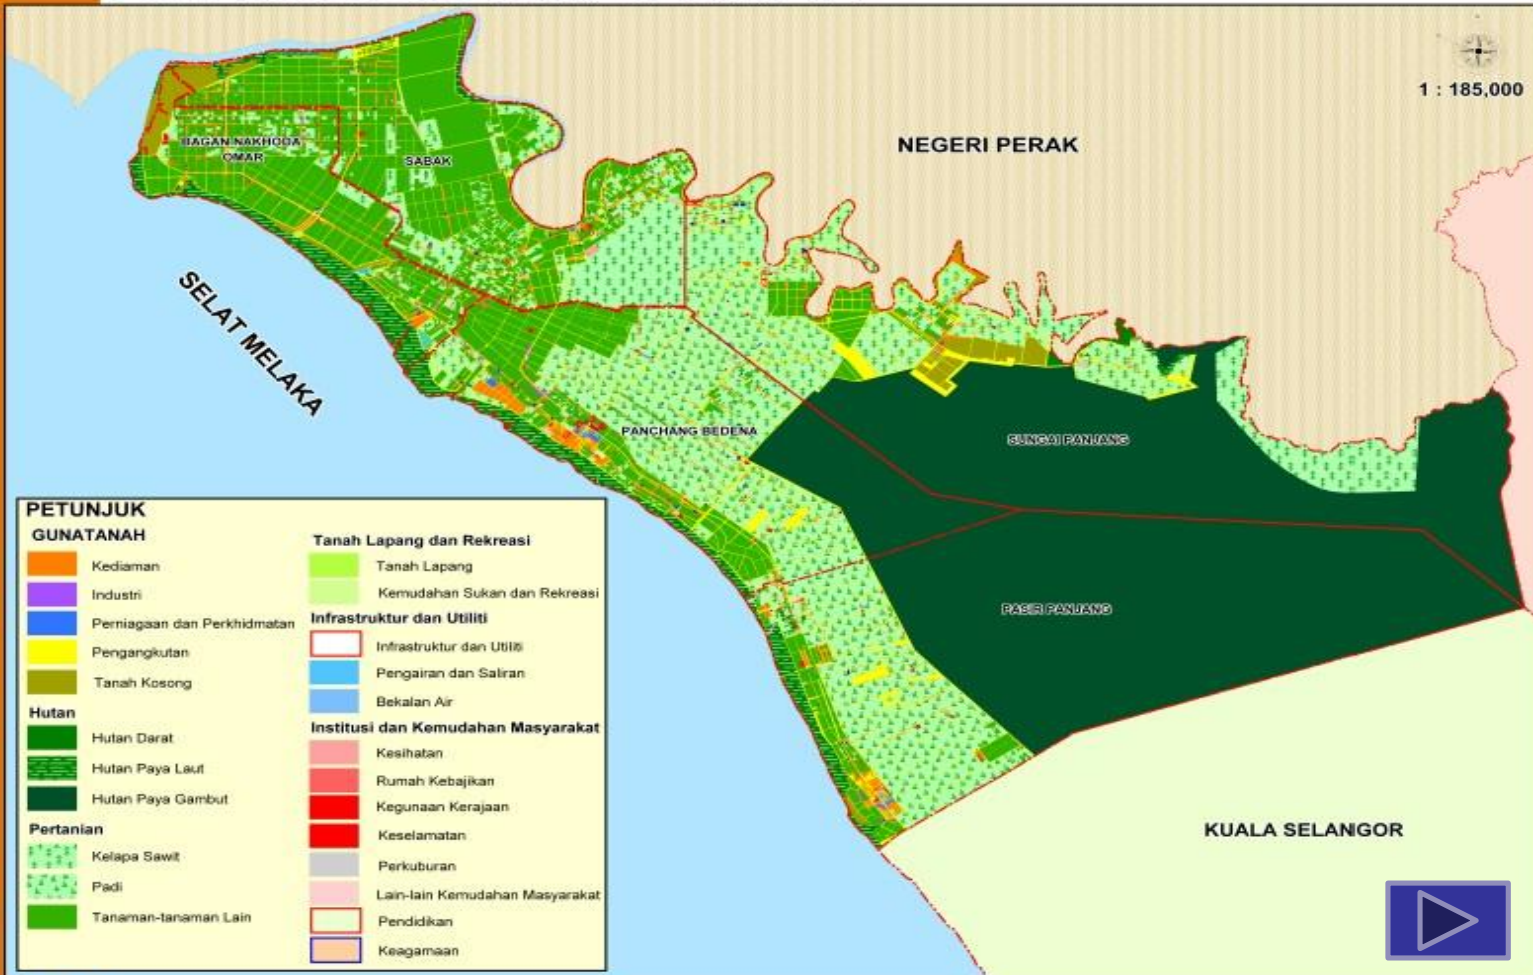 1 : 185,000
NEGERI PERAK
BAGAN NAKHODA
OMAR
SABAK
SELAT MELAKA
PANCHANG BEDENA
SUNGAI PANJANG
PASIR PANJANG
KUALA SELANGOR
PETUNJUK
GUNATANAH
Kediaman
Industri
Perniagaan dan Perkhidmatan
Pengangkutan
Tanah Kosong
Hutan
Hutan Darat
Hutan Paya Laut
Hutan Paya Gambut
Pertanian
Kelapa Sawit
Padi
Tanaman-tanaman Lain
Tanah Lapang dan Rekreasi
Tanah Lapang
Kemudahan Sukan dan Rekreasi
Infrastruktur dan Utiliti
Infrastruktur dan Utiliti
Pengairan dan Saliran
Bekalan Air
Institusi dan Kemudahan Masyarakat
Kesihatan
Rumah Kebajikan
Kegunaan Kerajaan
Keselamatan
Perkuburan
Lain-lain Kemudahan Masyarakat
Pendidikan
Keagamaan